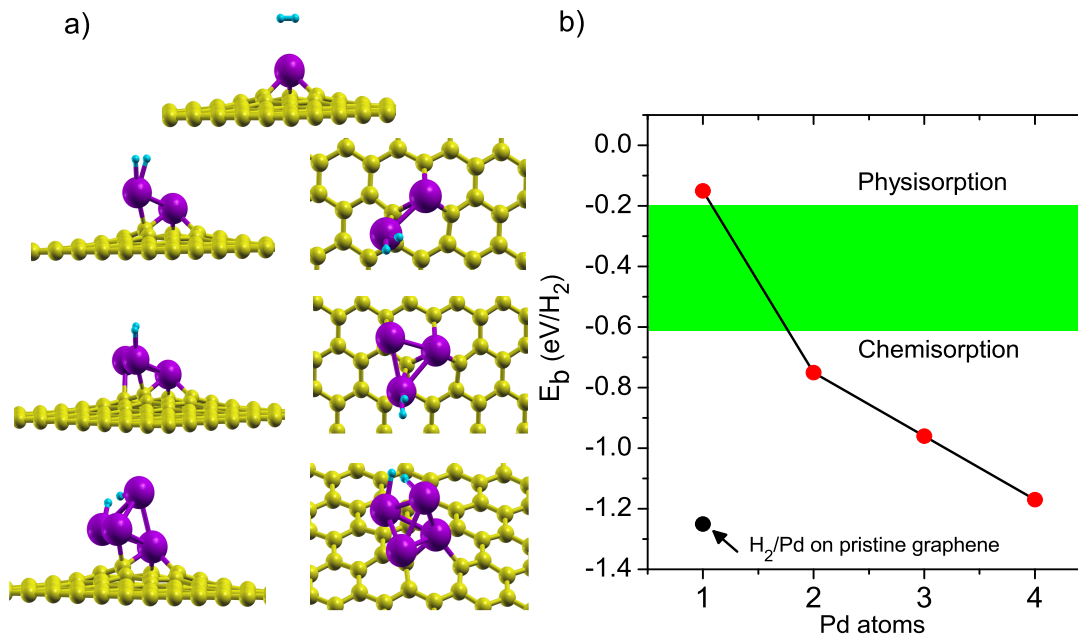 a)
b)
0.0
-0.2
-0.4
-0.6
-0.8
-1.0
-1.2
-1.4
E_b (eV/H_2)
Physisorption
Chemisorption
H_2/Pd on pristine graphene
1 2 3 4
Pd atoms